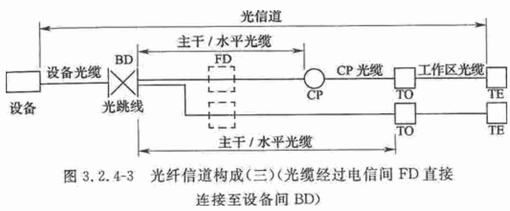 光信道
主干/水平光缆
设备光缆 BD FD CP 光缆 工作区光缆
设备 光跳线 CP TO TE
TO TE
主干/水平光缆
图 3.2.4-3 光纤信道构成(三)(光缆经过电信间 FD 直接
连接至设备间 BD)